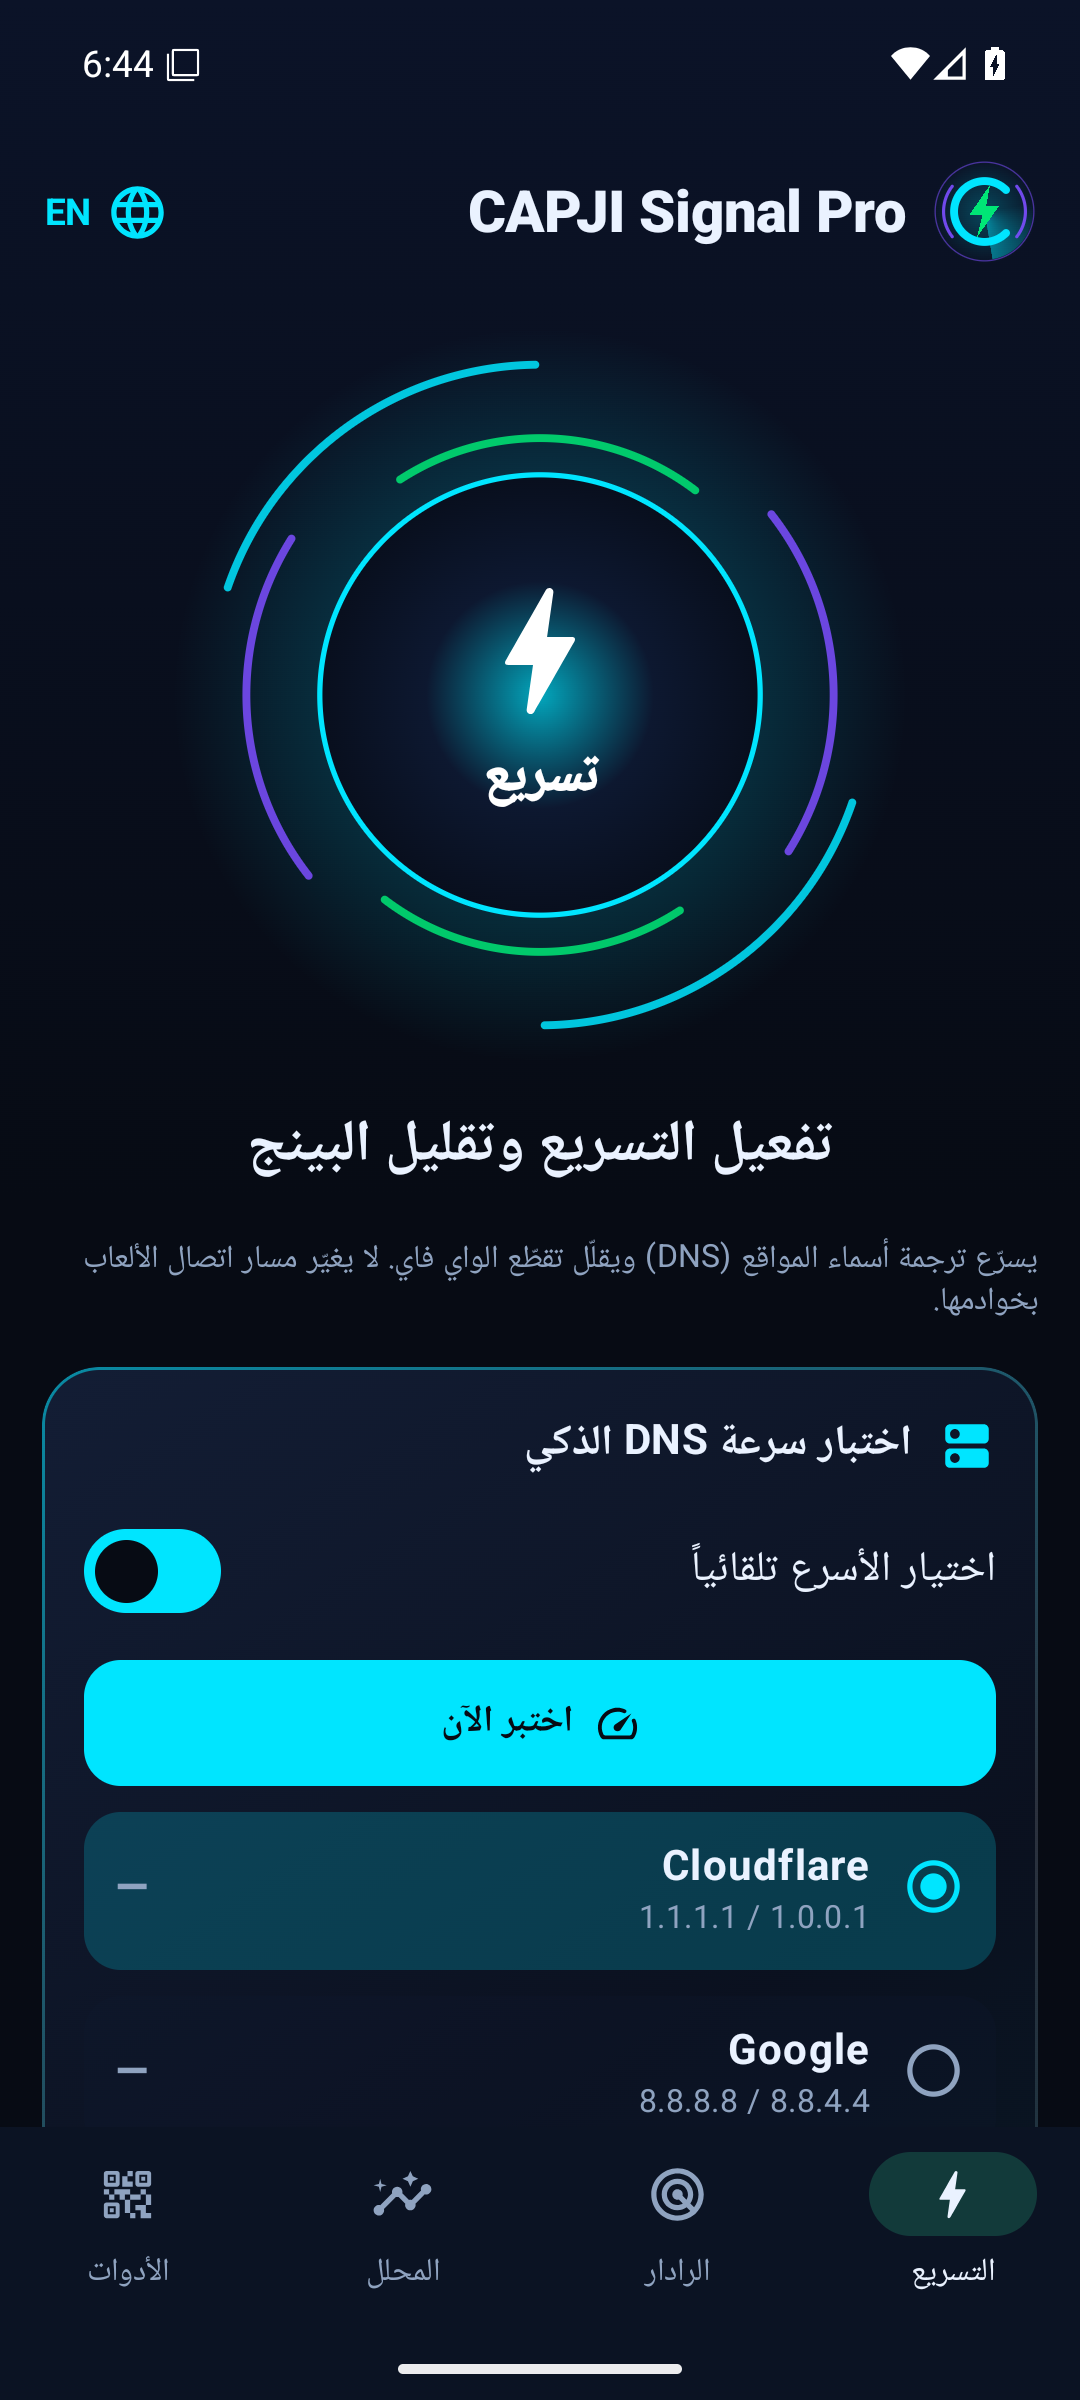 6:44
CAPJI Signal Pro
EN
تسريع
تفعيل التسريع وتقليل البينج
يسرّع ترجمة أسماء المواقع (DNS) ويقلّل تقطّع الواي فاي. لا يغيّر مسار اتصال الألعاب
بخوادمها.
اختبار سرعة DNS الذكي
اختيار الأسرع تلقائياً
اختبر الآن
Cloudflare
1.1.1.1 / 1.0.0.1
–
Google
8.8.8.8 / 8.8.4.4
–
التسريع
الرادار
المحلل
الأدوات